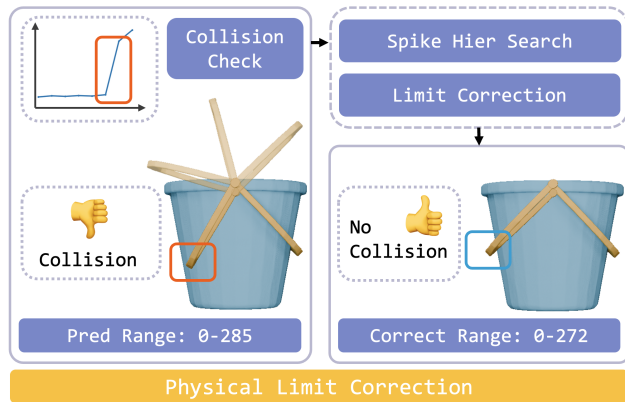 Collision
Check
Collision
Pred Range: 0-285
Spike Hier Search
Limit Correction
No
Collision
Correct Range: 0-272
Physical Limit Correction